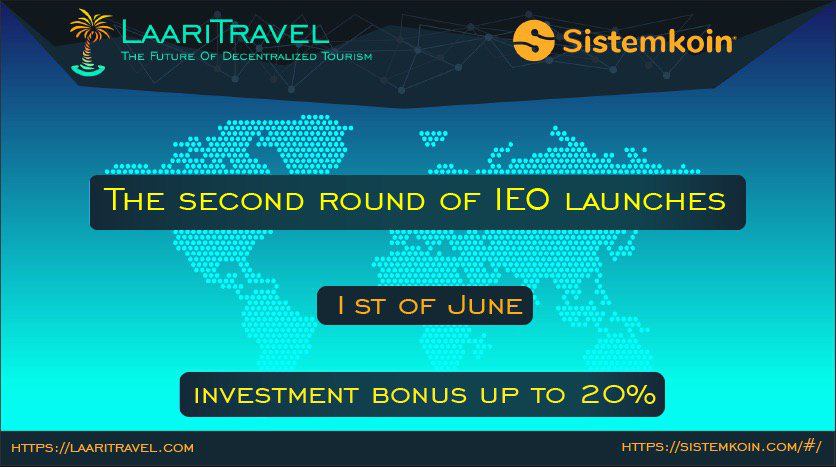 LaariTravel
The Future Of Decentralized Tourism
Sistemkoin
The second round of IEO launches
1 st of June
investment bonus up to 20%
https://laaritravel.com
https://sistemkoin.com/#/